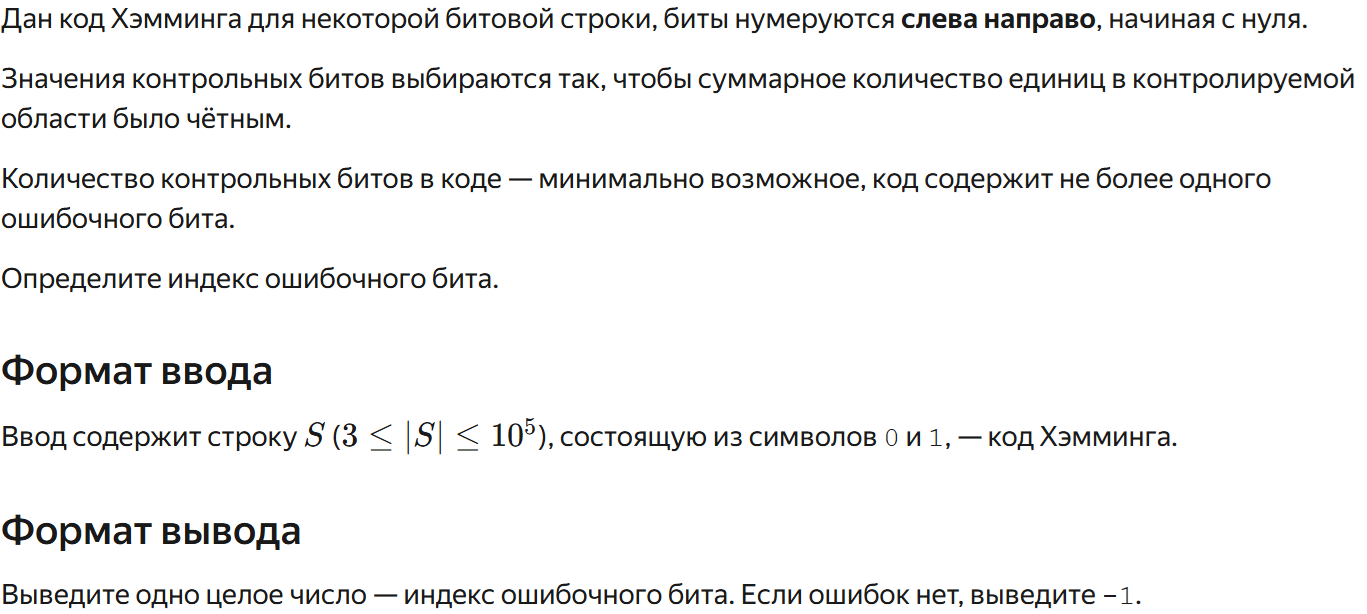 Дан код Хэмминга для некоторой битовой строки, биты нумеруются слева направо, начиная с нуля.
Значения контрольных битов выбираются так, чтобы суммарное количество единиц в контролируемой
области было чётным.
Количество контрольных битов в коде — минимально возможное, код содержит не более одного
ошибочного бита.
Определите индекс ошибочного бита.
Формат ввода
Ввод содержит строку S (3 ≤ |S| ≤ 10⁵), состоящую из символов 0 и 1, — код Хэмминга.
Формат вывода
Выведите одно целое число — индекс ошибочного бита. Если ошибок нет, выведите -1.